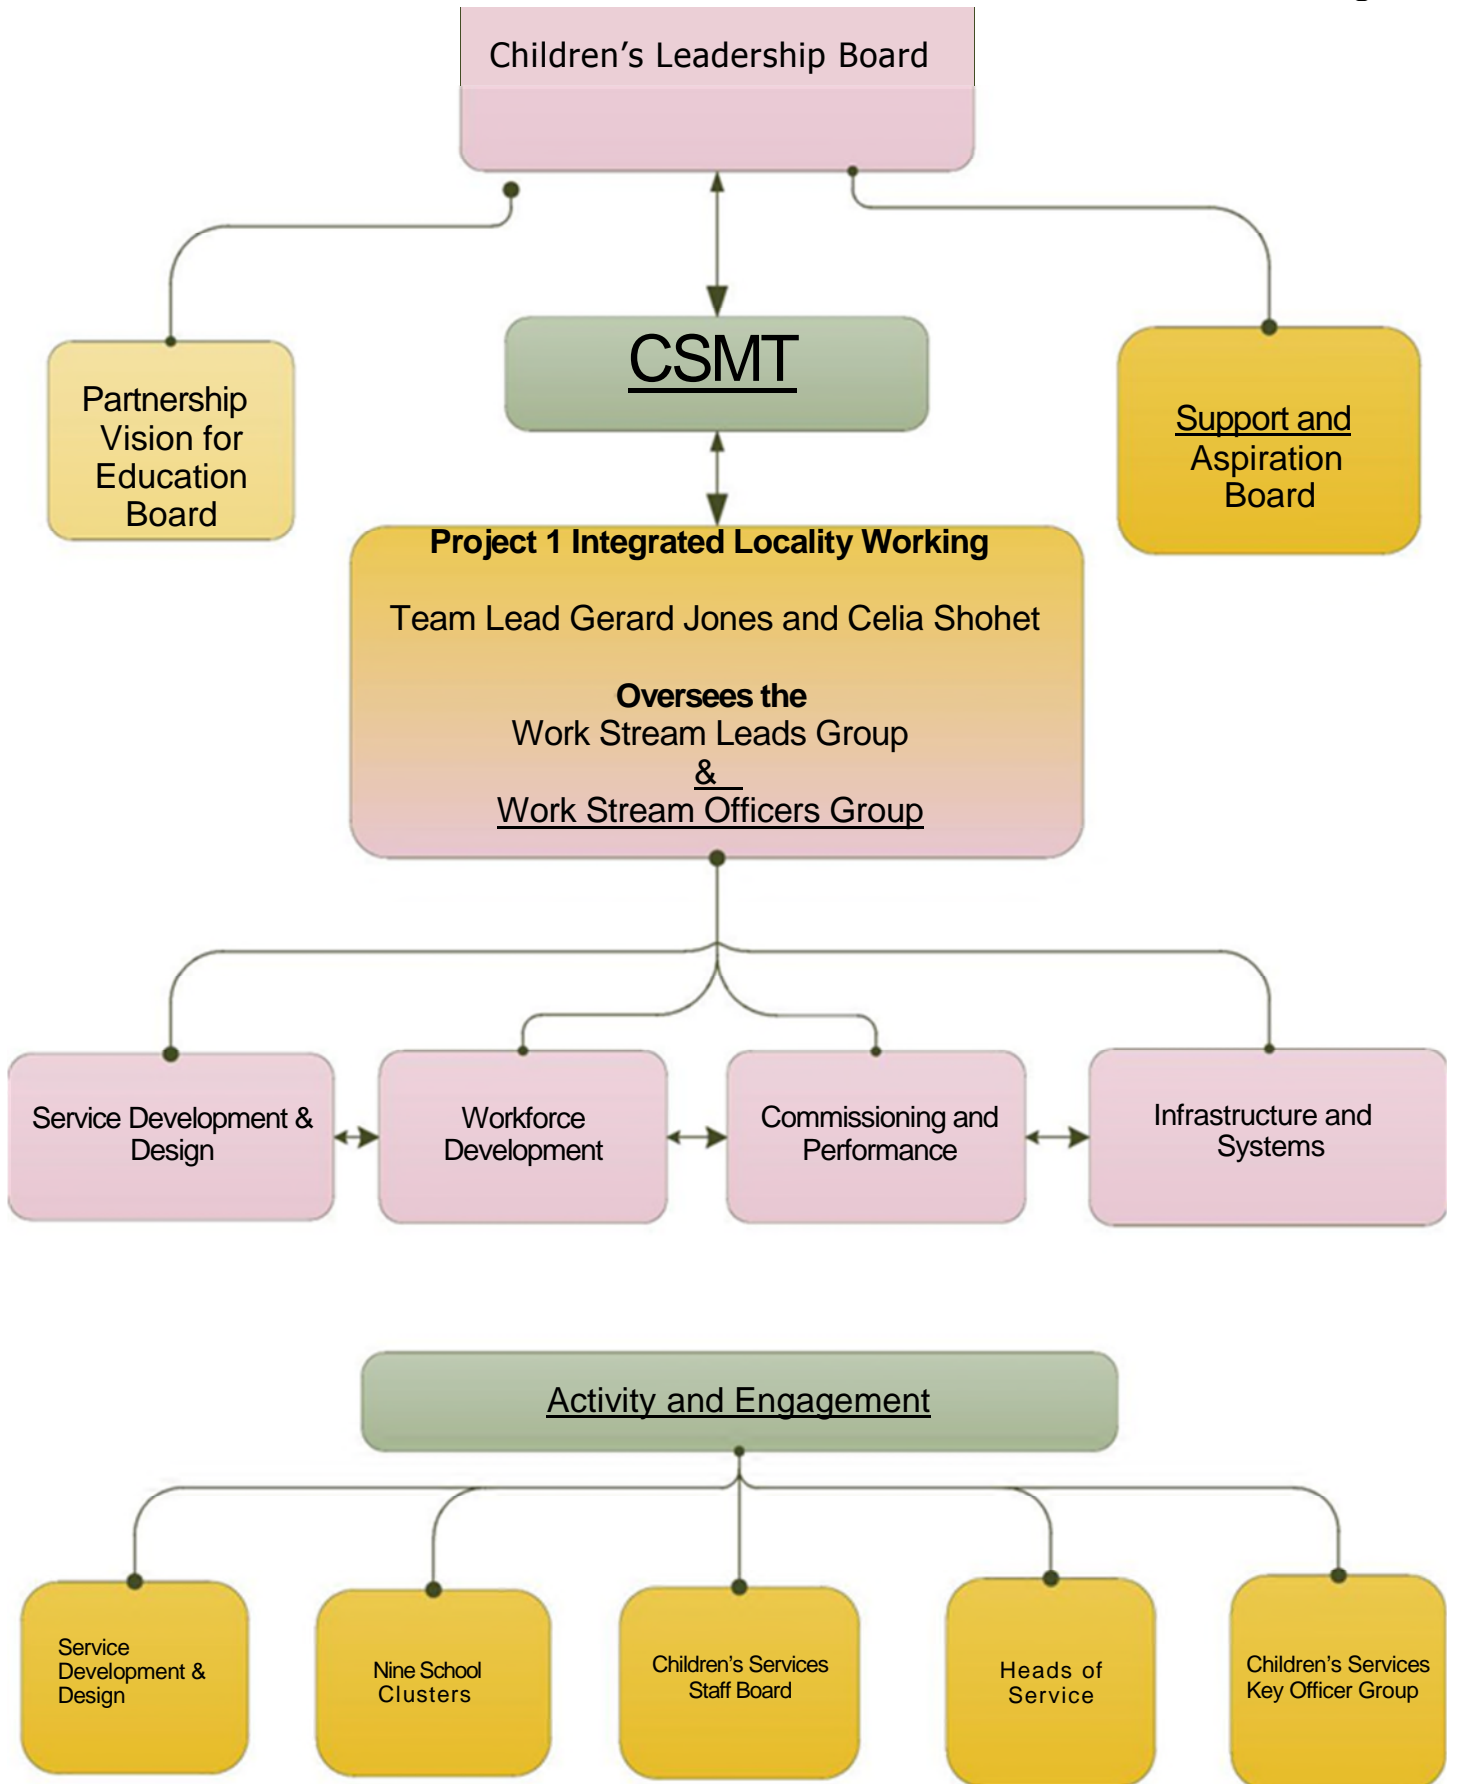 Children’s Leadership Board
CSMT
Partnership
Vision for
Education
Board
Support and
Aspiration
Board
Project 1 Integrated Locality Working
Team Lead Gerard Jones and Celia Shohet
Oversees the
Work Stream Leads Group
&
Work Stream Officers Group
Service Development &
Design
Workforce
Development
Commissioning and
Performance
Infrastructure and
Systems
Activity and Engagement
Service
Development &
Design
Nine School
Clusters
Children’s Services
Staff Board
Heads of
Service
Children’s Services
Key Officer Group